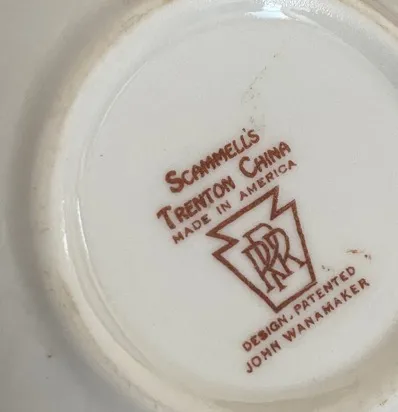 SCAMMELL'S
TRENTON CHINA
MADE IN AMERICA
PRR
DESIGN-PATENTED
JOHN WANAMAKER